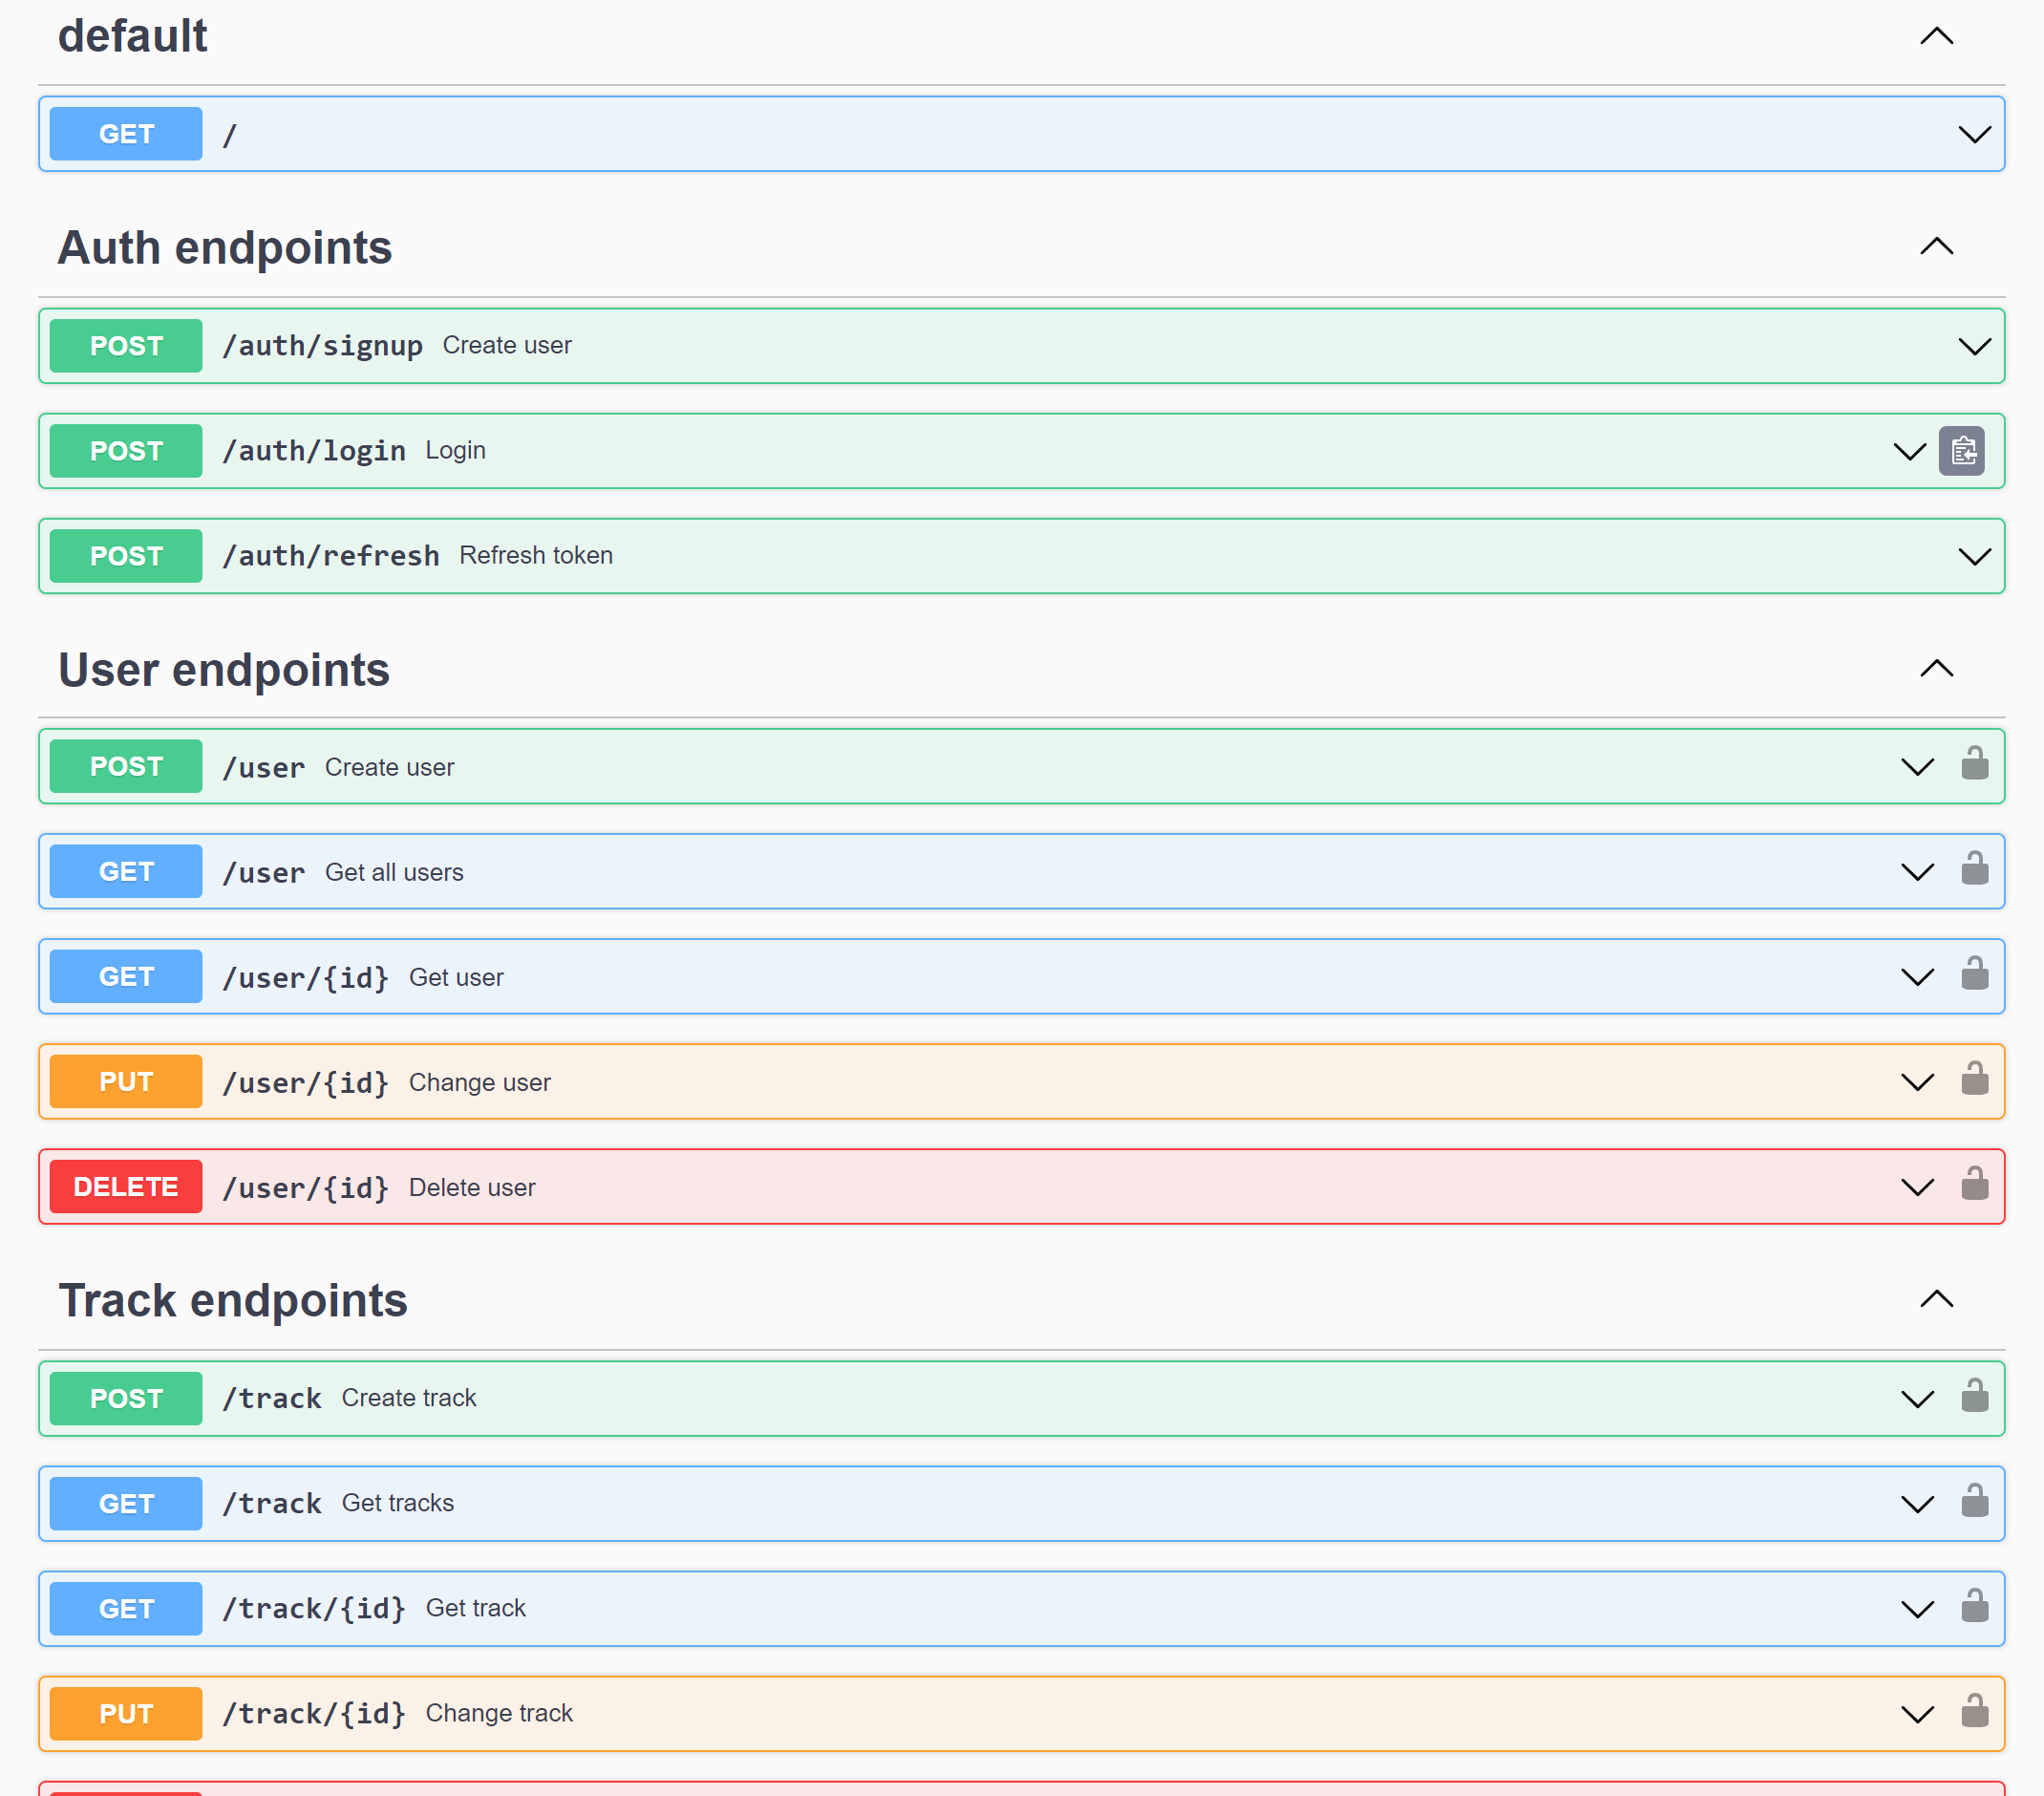 default
GET /
Auth endpoints
POST /auth/signup Create user
POST /auth/login Login
POST /auth/refresh Refresh token
User endpoints
POST /user Create user
GET /user Get all users
GET /user/{id} Get user
PUT /user/{id} Change user
DELETE /user/{id} Delete user
Track endpoints
POST /track Create track
GET /track Get tracks
GET /track/{id} Get track
PUT /track/{id} Change track